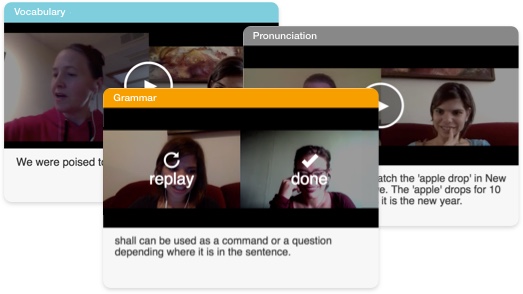 Vocabulary
We were poised to
Pronunciation
atch the 'apple drop' in New
e. The 'apple' drops for 10
it is the new year.
Grammar
replay
done
shall can be used as a command or a question
depending where it is in the sentence.